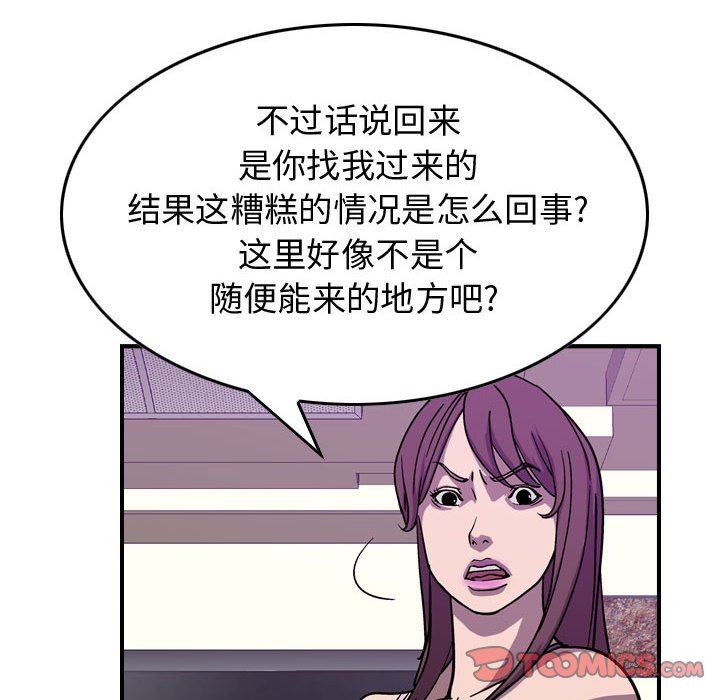 不过话说回来
是你找我过来的
结果这糟糕的情况是怎么回事?
这里好像不是个
随便能来的地方吧?
TOOMICS.COM